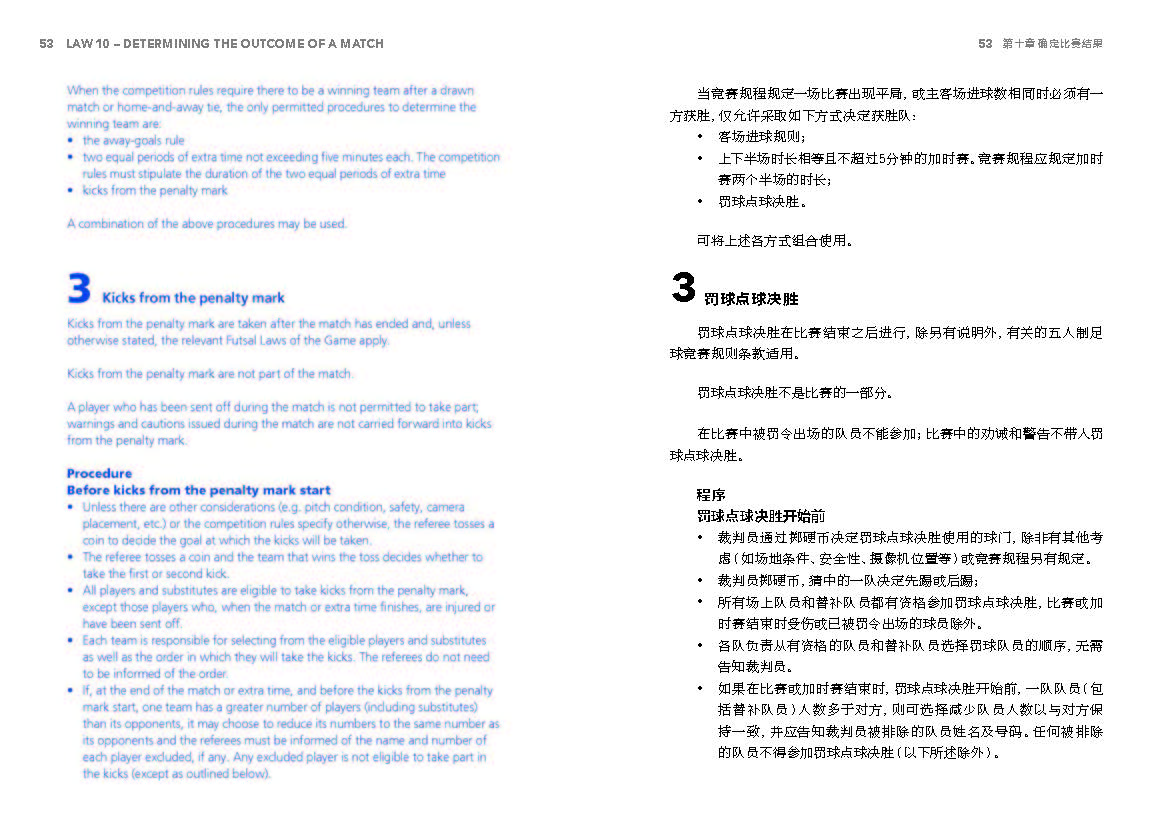 53 LAW 10 – DETERMINING THE OUTCOME OF A MATCH
When the competition rules require there to be a winning team after a drawn
match or home-and-away tie, the only permitted procedures to determine the
winning team are:
• the away-goals rule
• two equal periods of extra time not exceeding five minutes each. The competition
rules must stipulate the duration of the two equal periods of extra time
• kicks from the penalty mark
A combination of the above procedures may be used.
3 Kicks from the penalty mark
Kicks from the penalty mark are taken after the match has ended and, unless
otherwise stated, the relevant Futsal Laws of the Game apply.
Kicks from the penalty mark are not part of the match.
A player who has been sent off during the match is not permitted to take part;
warnings and cautions issued during the match are not carried forward into kicks
from the penalty mark.
Procedure
Before kicks from the penalty mark start
• Unless there are other considerations (e.g. pitch condition, safety, camera
placement, etc.) or the competition rules specify otherwise, the referee tosses a
coin to decide the goal at which the kicks will be taken.
• The referee tosses a coin and the team that wins the toss decides whether to
take the first or second kick.
• All players and substitutes are eligible to take kicks from the penalty mark,
except those players who, when the match or extra time finishes, are injured or
have been sent off.
• Each team is responsible for selecting from the eligible players and substitutes
as well as the order in which they will take the kicks. The referees do not need
to be informed of the order.
• If, at the end of the match or extra time, and before the kicks from the penalty
mark start, one team has a greater number of players (including substitutes)
than its opponents, it may choose to reduce its numbers to the same number as
its opponents and the referees must be informed of the name and number of
each player excluded, if any. Any excluded player is not eligible to take part in
the kicks (except as outlined below).
53 第十章 确定比赛结果
当竞赛规程规定一场比赛出现平局，或主客场进球数相同时必须有一
方获胜，仅允许采取如下方式决定获胜队：
• 客场进球规则；
• 上下半场时长相等且不超过5分钟的加时赛。竞赛规程应规定加时
赛两个半场的时长；
• 罚球点球决胜。
可将上述各方式组合使用。
3 罚球点球决胜
罚球点球决胜在比赛结束之后进行，除另有说明外，有关的五人制足
球竞赛规则条款适用。
罚球点球决胜不是比赛的一部分。
在比赛中被罚令出场的队员不能参加；比赛中的劝诫和警告不带入罚
球点球决胜。
程序
罚球点球决胜开始前
• 裁判员通过掷硬币决定罚球点球决胜使用的球门，除非有其他考
虑（如场地条件、安全性、摄像机位置等）或竞赛规程另有规定。
• 裁判员掷硬币，猜中的一队决定先踢或后踢；
• 所有场上队员和替补队员都有资格参加罚球点球决胜，比赛或加
时赛结束时受伤或已被罚令出场的球员除外。
• 各队负责从有资格的队员和替补队员选择罚球队员的顺序，无需
告知裁判员。
• 如果在比赛或加时赛结束时，罚球点球决胜开始前，一队队员（包
括替补队员）人数多于对方，则可选择减少队员人数以与对方保
持一致，并应告知裁判员被排除的队员姓名及号码。任何被排除
的队员不得参加罚球点球决胜（以下所述除外）。